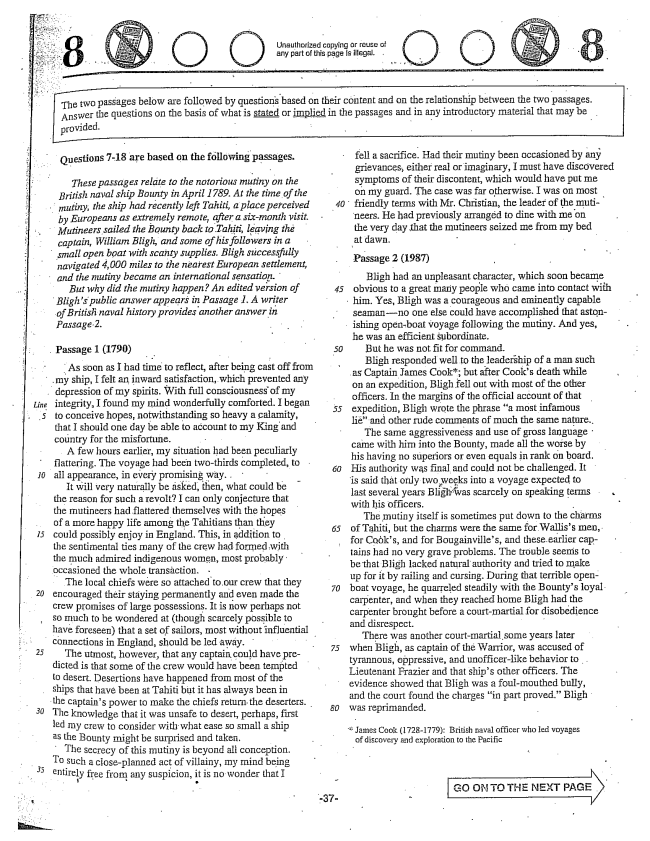 8
Unauthorized copying or reuse of
any part of this page is illegal.
8
The two passages below are followed by questions based on their content and on the relationship between the two passages.
Answer the questions on the basis of what is stated or implied in the passages and in any introductory material that may be
provided.
Questions 7-18 are based on the following passages.
These passages relate to the notorious mutiny on the
British naval ship Bounty in April 1789. At the time of the
mutiny, the ship had recently left Tahiti, a place perceived
by Europeans as extremely remote, after a six-month visit.
Mutineers sailed the Bounty back to Tahiti, leaving the
captain, William Bligh, and some of his followers in a
small open boat with scanty supplies. Bligh successfully
navigated 4,000 miles to the nearest European settlement,
and the mutiny became an international sensation.
But why did the mutiny happen? An edited version of
Bligh's public answer appears in Passage 1. A writer
of British naval history provides another answer in
Passage 2.
Passage 1 (1790)
As soon as I had time to reflect, after being cast off from
my ship, I felt an inward satisfaction, which prevented any
depression of my spirits. With full consciousness of my
Line integrity, I found my mind wonderfully comforted. I began
5 to conceive hopes, notwithstanding so heavy a calamity,
that I should one day be able to account to my King and
country for the misfortune.
A few hours earlier, my situation had been peculiarly
flattering. The voyage had been two-thirds completed, to
10 all appearance, in every promising way.
It will very naturally be asked, then, what could be
the reason for such a revolt? I can only conjecture that
the mutineers had flattered themselves with the hopes
of a more happy life among the Tahitians than they
15 could possibly enjoy in England. This, in addition to
the sentimental ties many of the crew had formed with
the much admired indigenous women, most probably
occasioned the whole transaction.
The local chiefs were so attached to our crew that they
20 encouraged their staying permanently and even made the
crew promises of large possessions. It is now perhaps not
so much to be wondered at (though scarcely possible to
have foreseen) that a set of sailors, most without influential
connections in England, should be led away.
25 The utmost, however, that any captain could have pre-
dicted is that some of the crew would have been tempted
to desert. Desertions have happened from most of the
ships that have been at Tahiti but it has always been in
the captain's power to make the chiefs return the deserters.
30 The knowledge that it was unsafe to desert, perhaps, first
led my crew to consider with what ease so small a ship
as the Bounty might be surprised and taken.
The secrecy of this mutiny is beyond all conception.
To such a close-planned act of villainy, my mind being
35 entirely free from any suspicion, it is no wonder that I
fell a sacrifice. Had their mutiny been occasioned by any
grievances, either real or imaginary, I must have discovered
symptoms of their discontent, which would have put me
on my guard. The case was far otherwise. I was on most
40 friendly terms with Mr. Christian, the leader of the muti-
neers. He had previously arranged to dine with me on
the very day that the mutineers seized me from my bed
at dawn.
Passage 2 (1987)
Bligh had an unpleasant character, which soon became
45 obvious to a great many people who came into contact with
him. Yes, Bligh was a courageous and eminently capable
seaman—no one else could have accomplished that aston-
ishing open-boat voyage following the mutiny. And yes,
he was an efficient subordinate.
50 But he was not fit for command.
Bligh responded well to the leadership of a man such
as Captain James Cook*; but after Cook's death while
on an expedition, Bligh fell out with most of the other
officers. In the margins of the official account of that
55 expedition, Bligh wrote the phrase “a most infamous
lie” and other rude comments of much the same nature.
The same aggressiveness and use of gross language
came with him into the Bounty, made all the worse by
his having no superiors or even equals in rank on board.
60 His authority was final and could not be challenged. It
is said that only two weeks into a voyage expected to
last several years Bligh was scarcely on speaking terms
with his officers.
The mutiny itself is sometimes put down to the charms
65 of Tahiti, but the charms were the same for Wallis's men,
for Cook's, and for Bougainville's, and these earlier cap-
tains had no very grave problems. The trouble seems to
be that Bligh lacked natural authority and tried to make
up for it by railing and cursing. During that terrible open-
70 boat voyage, he quarreled steadily with the Bounty's loyal
carpenter, and when they reached home Bligh had the
carpenter brought before a court-martial for disobedience
and disrespect.
There was another court-martial some years later
75 when Bligh, as captain of the Warrior, was accused of
tyrannous, oppressive, and unofficer-like behavior to
Lieutenant Frazier and that ship's other officers. The
evidence showed that Bligh was a foul-mouthed bully,
and the court found the charges “in part proved.” Bligh
80 was reprimanded.
* James Cook (1728-1779): British naval officer who led voyages
of discovery and exploration to the Pacific
GO ON TO THE NEXT PAGE
-37-